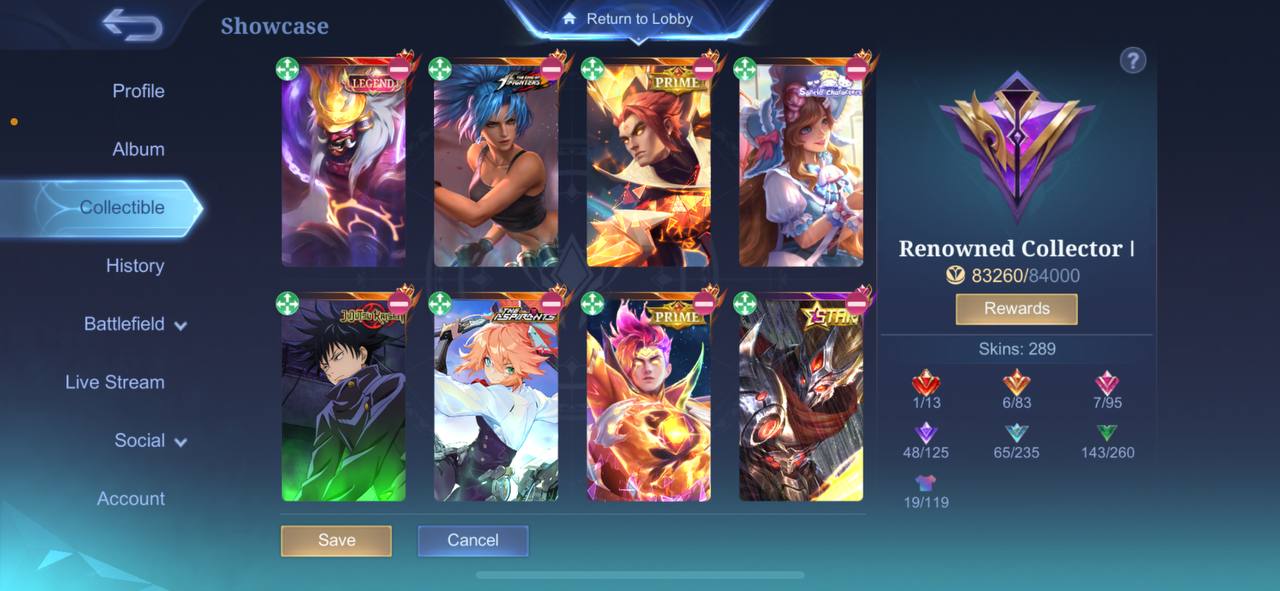 Showcase
Return to Lobby
?
Profile
Album
Collectible
History
Battlefield
Live Stream
Social
Account
LEGEND
THE KING OF FIGHTERS
PRIME
Sanrio characters
JUJUTSU KAISEN
THE ASPIRANTS
PRIME
STAR
Save
Cancel
Renowned Collector I
83260/84000
Rewards
Skins: 289
1/13
6/83
7/95
48/125
65/235
143/260
19/119